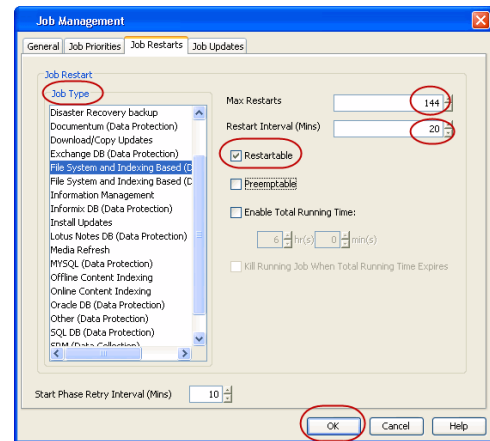 Job Management
General Job Priorities Job Restarts Job Updates
Job Restart
Job Type
Disaster Recovery backup
Documentum (Data Protection)
Download/Copy Updates
Exchange DB (Data Protection)
File System and Indexing Based (D
File System and Indexing Based (D
Information Management
Informix DB (Data Protection)
Install Updates
Lotus Notes DB (Data Protection)
Media Refresh
MYSQL (Data Protection)
Offline Content Indexing
Online Content Indexing
Oracle DB (Data Protection)
Other (Data Protection)
SQL DB (Data Protection)
SRM (Data Collection)
Max Restarts 144
Restart Interval (Mins) 20
Restartable
Preemptable
Enable Total Running Time:
6 hr(s) 0 min(s)
Kill Running Job When Total Running Time Expires
Start Phase Retry Interval (Mins) 10
OK Cancel Help